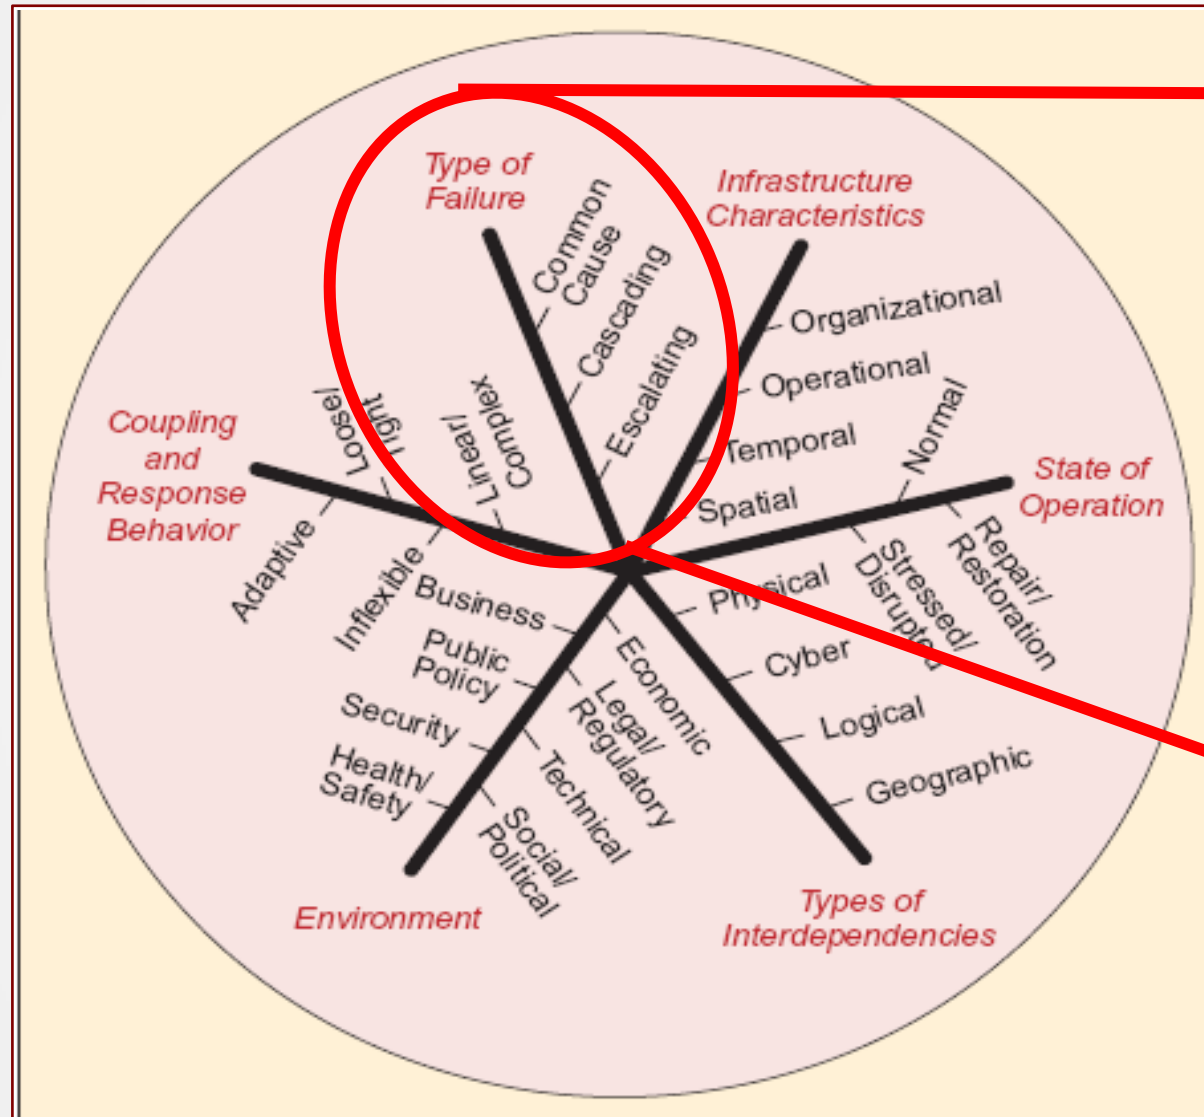 Type of
Failure
Common
Cause
Cascading
Escalating
Infrastructure
Characteristics
Organizational
Operational
Temporal
Spatial
State of
Operation
Normal
Repair/
Restoration
Stressed/
Disrupted
Types of
Interdependencies
Physical
Cyber
Logical
Geographic
Environment
Economic
Legal/
Regulatory
Technical
Social/
Political
Business
Public
Policy
Security
Health/
Safety
Coupling
and
Response
Behavior
Loose/
Tight
Linear/
Complex
Adaptive
Inflexible